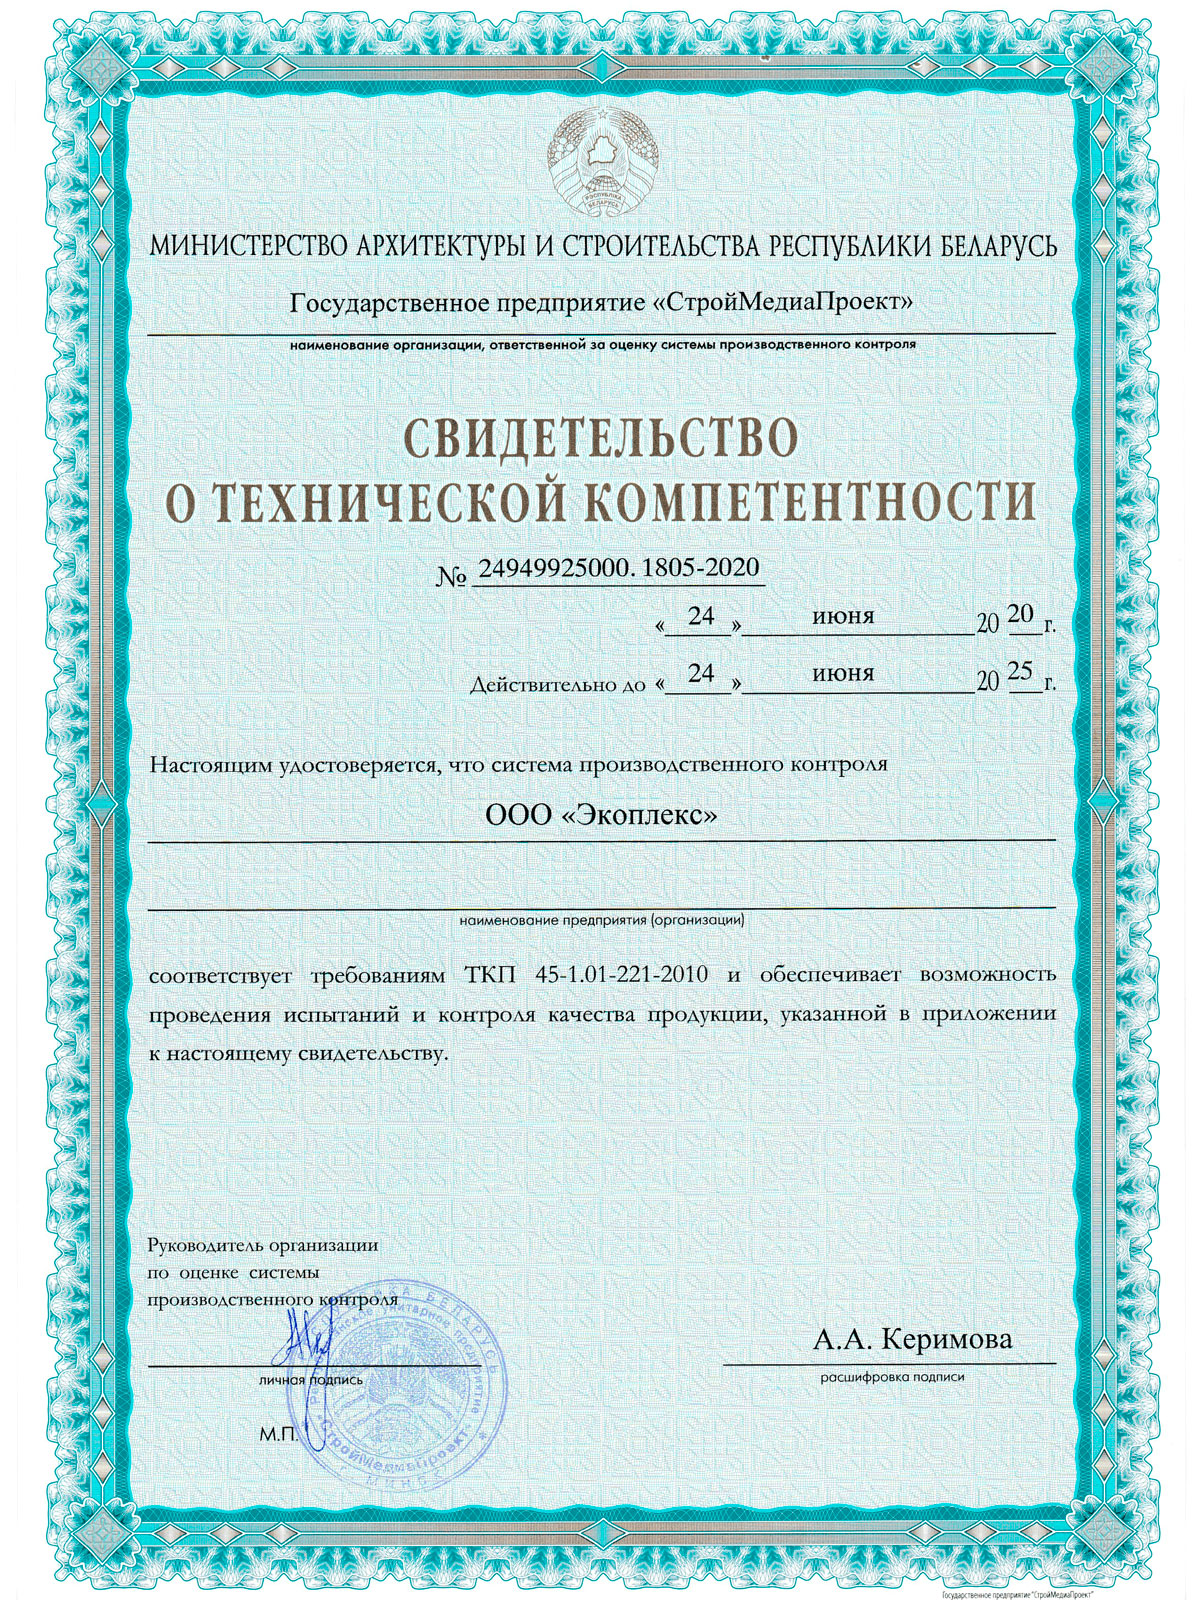 РЭСПУБЛІКА
БЕЛАРУСЬ
МИНИСТЕРСТВО АРХИТЕКТУРЫ И СТРОИТЕЛЬСТВА РЕСПУБЛИКИ БЕЛАРУСЬ
Государственное предприятие «СтройМедиаПроект»
наименование организации, ответственной за оценку системы производственного контроля
СВИДЕТЕЛЬСТВО
О ТЕХНИЧЕСКОЙ КОМПЕТЕНТНОСТИ
№ 24949925000. 1805-2020
« 24 » июня 20 20 г.
Действительно до « 24 » июня 20 25 г.
Настоящим удостоверяется, что система производственного контроля
ООО «Экоплекс»
наименование предприятия (организации)
соответствует требованиям ТКП 45-1.01-221-2010 и обеспечивает возможность
проведения испытаний и контроля качества продукции, указанной в приложении
к настоящему свидетельству.
Руководитель организации
по оценке системы
производственного контроля
А.А. Керимова
личная подпись
расшифровка подписи
М.П.
БЕЛАРУСЬ
унитарное предприятие
«СтройМедиаПроект»
МИНСК
Государственное предприятие "СтройМедиаПроект"